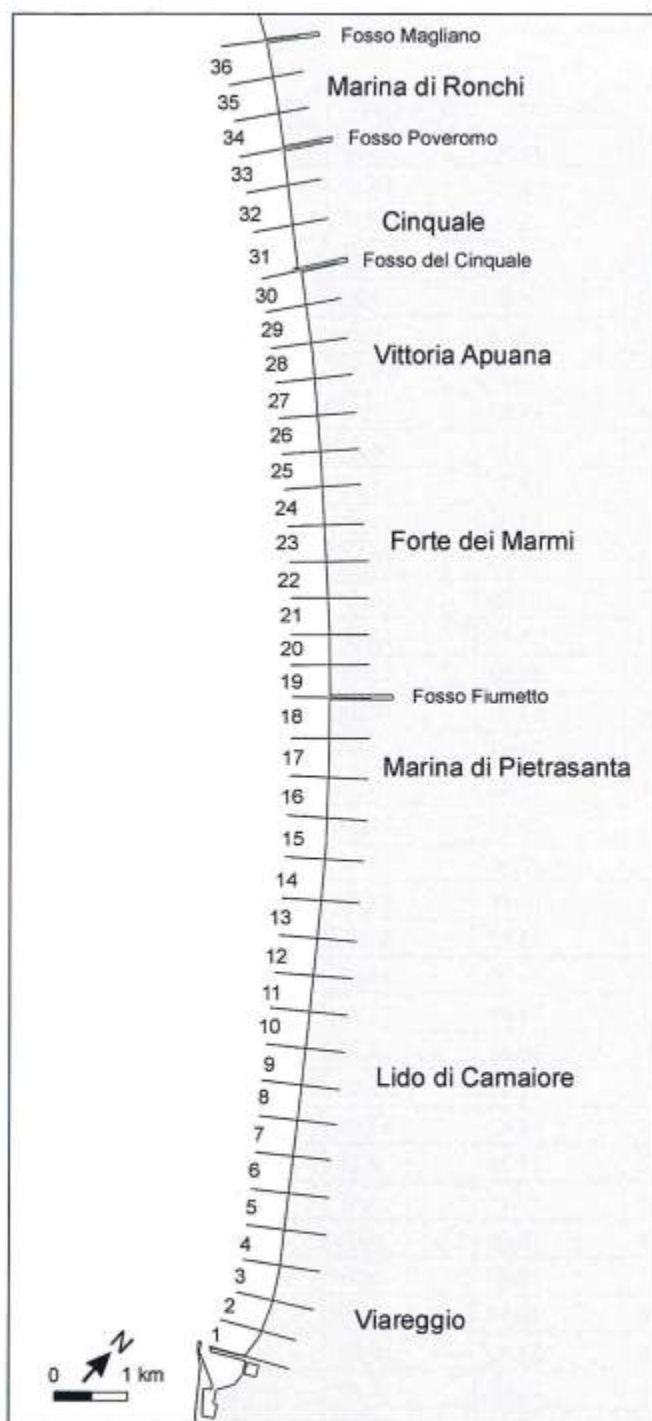 Fosso Magliano
36
Marina di Ronchi
35
34
Fosso Poveromo
33
32
Cinquale
31
Fosso del Cinquale
30
29
Vittoria Apuana
28
27
26
25
24
23
Forte dei Marmi
22
21
20
19
Fosso Fiumetto
18
17
Marina di Pietrasanta
16
15
14
13
12
11
10
9
Lido di Camaiore
8
7
6
5
4
3
2
Viareggio
1
N
0 1 km